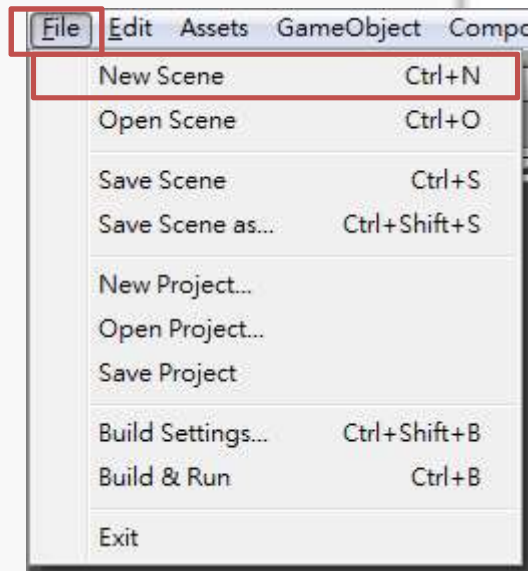 File Edit Assets GameObject
New Scene Ctrl+N
Open Scene Ctrl+O
Save Scene Ctrl+S
Save Scene as... Ctrl+Shift+S
New Project...
Open Project...
Save Project
Build Settings... Ctrl+Shift+B
Build & Run Ctrl+B
Exit